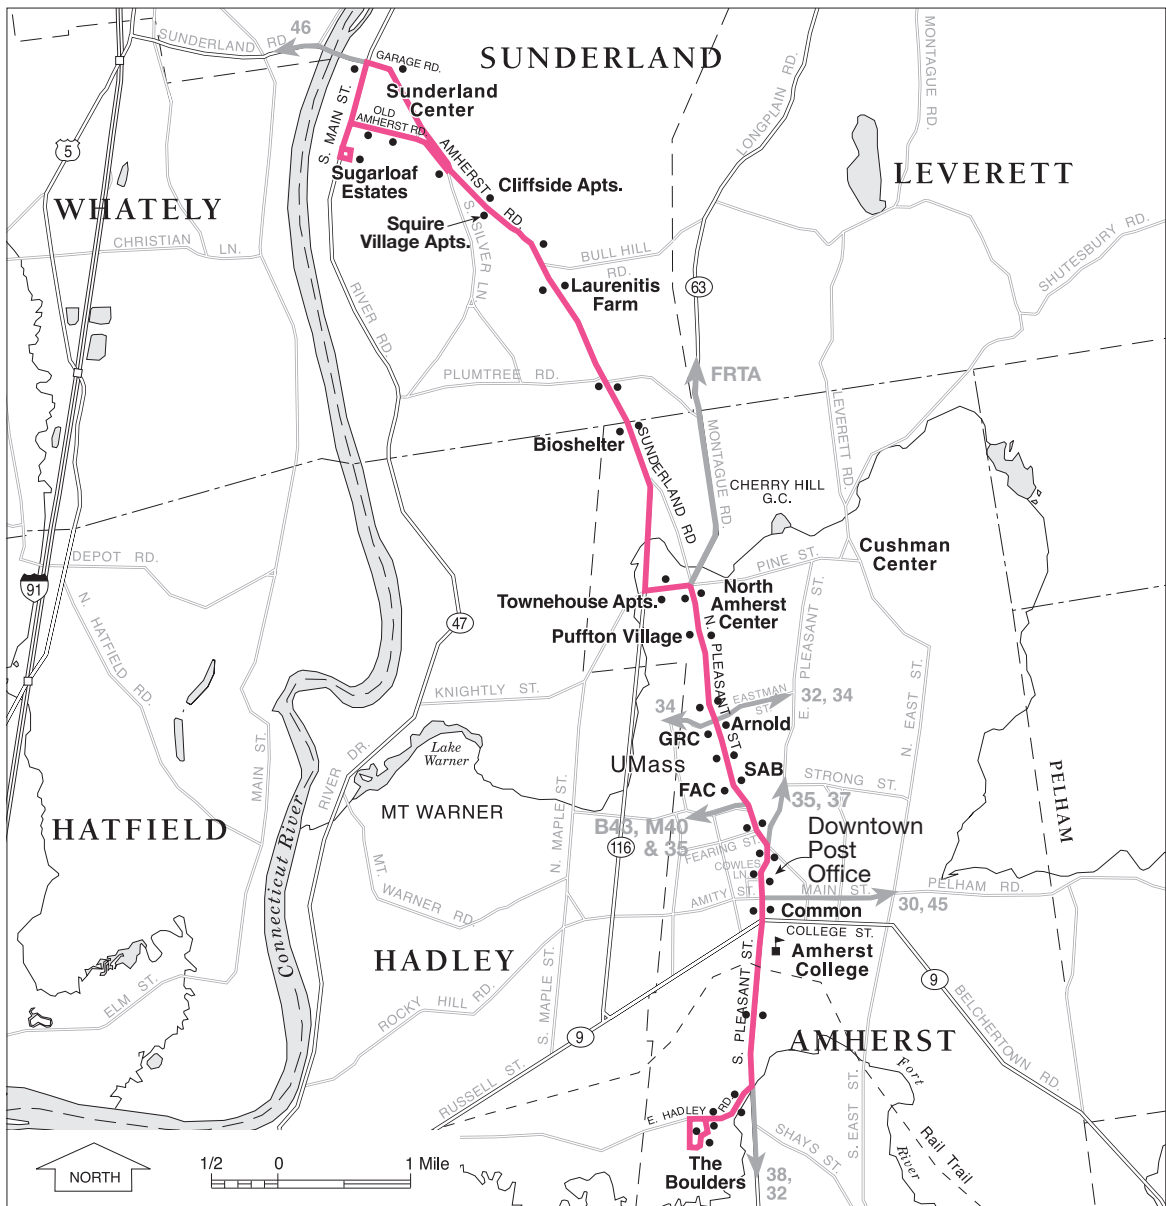 46
SUNDERLAND RD.
SUNDERLAND
GARAGE RD.
MONTAGUE RD.
LONGPLAIN RD.
Sunderland
Center
S. MAIN ST.
OLD
AMHERST RD.
5
AMHERST RD.
LEVERETT
Sugarloaf
Estates
Cliffside Apts.
WHATELY
Squire
Village Apts.
S. SILVER LN.
CHRISTIAN LN.
BULL HILL
RD.
SHUTESBURY RD.
RIVER RD.
Laurenitis
Farm
63
PLUMTREE RD.
FRTA
LEVERETT RD.
Bioshelter
SUNDERLAND RD
MONTAGUE RD.
CHERRY HILL
G.C.
DEPOT RD.
PINE ST.
Cushman
Center
91
N. HATFIELD RD.
Townehouse Apts.
North
Amherst
Center
47
Puffton Village
N. PLEASANT ST.
E. PLEASANT ST.
N. EAST ST.
KNIGHTLY ST.
EASTMAN
ST.
32, 34
34
Arnold
GRC
MAIN ST.
RIVER DR.
Lake
Warner
UMass
SAB
STRONG ST.
PELHAM
FAC
35, 37
HATFIELD
MT WARNER
N. MAPLE ST.
B43, M40
& 35
Downtown
Post
Office
116
FEARING ST.
COWLES
LN.
MT. WARNER RD.
AMITY ST.
MAIN ST.
PELHAM RD.
30, 45
Common
Connecticut River
COLLEGE ST.
HADLEY
Amherst
College
9
ELM ST.
ROCKY HILL RD.
S. MAPLE ST.
S. PLEASANT ST.
BELCHERTOWN RD.
9
AMHERST
RUSSELL ST.
Fort
River
S. EAST ST.
E. HADLEY RD.
SHAYS ST.
Rail Trail
NORTH
1/2 0 1 Mile
The
Boulders
38,
32